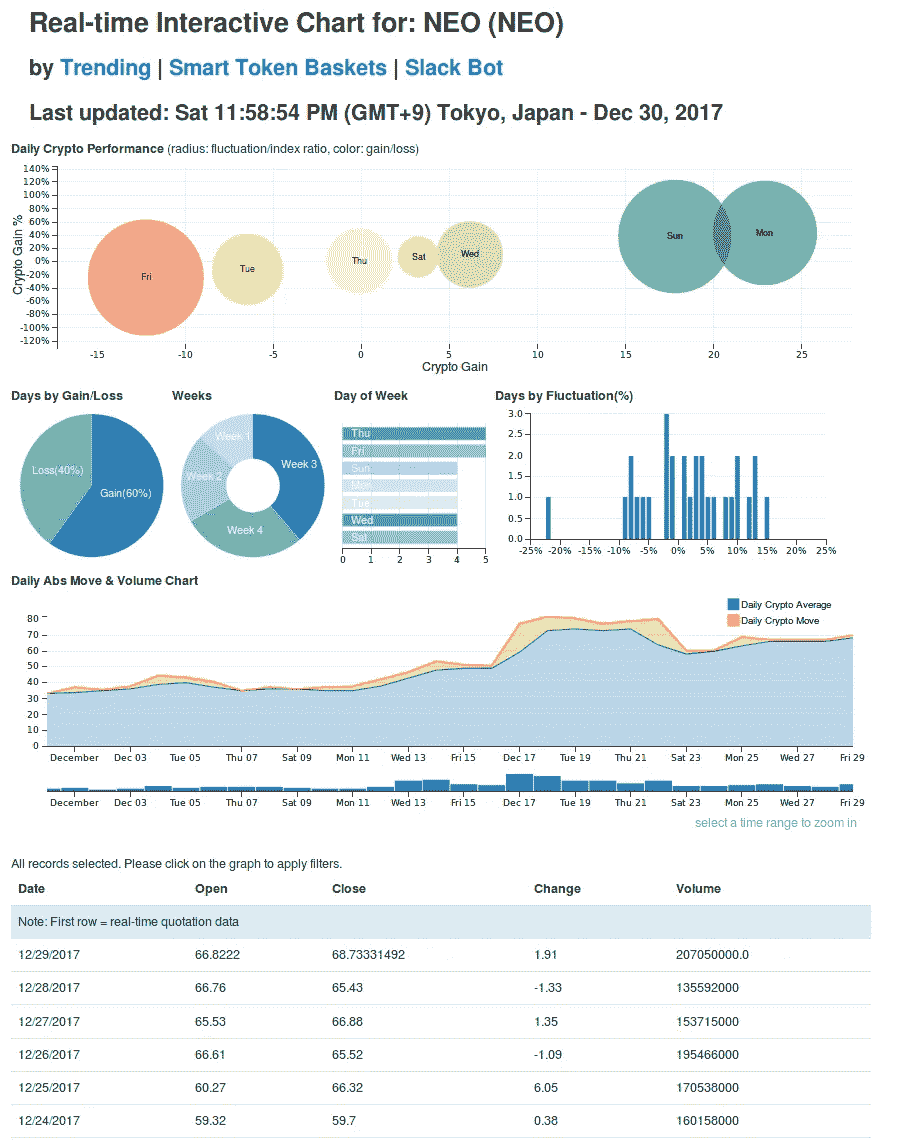 Real-time Interactive Chart for: NEO (NEO)
by Trending | Smart Token Baskets | Slack Bot
Last updated: Sat 11:58:54 PM (GMT+9) Tokyo, Japan - Dec 30, 2017
Daily Crypto Performance (radius: fluctuation/index ratio, color: gain/loss)
Crypto Gain %
140%
120%
100%
80%
60%
40%
20%
0%
-20%
-40%
-60%
-80%
-100%
-120%
Fri
Tue
Thu
Sat
Wed
Sun
Mon
-15 -10 -5 0 5 10 15 20 25
Crypto Gain
Days by Gain/Loss
Loss(40%)
Gain(60%)
Weeks
Week 1
Week 2
Week 3
Week 4
Day of Week
Thu
Fri
Sun
Mon
Tue
Wed
Sat
0 1 2 3 4 5
Days by Fluctuation(%)
3.0
2.5
2.0
1.5
1.0
0.5
0.0
-25% -20% -15% -10% -5% 0% 5% 10% 15% 20% 25%
Daily Abs Move & Volume Chart
Daily Crypto Average
Daily Crypto Move
80
70
60
50
40
30
20
10
0
December Dec 03 Tue 05 Thu 07 Sat 09 Mon 11 Wed 13 Fri 15 Dec 17 Tue 19 Thu 21 Sat 23 Mon 25 Wed 27 Fri 29
December Dec 03 Tue 05 Thu 07 Sat 09 Mon 11 Wed 13 Fri 15 Dec 17 Tue 19 Thu 21 Sat 23 Mon 25 Wed 27 Fri 29
select a time range to zoom in
All records selected. Please click on the graph to apply filters.
Date Open Close Change Volume
Note: First row = real-time quotation data
12/29/2017 66.8222 68.73331492 1.91 207050000.0
12/28/2017 66.76 65.43 -1.33 135592000
12/27/2017 65.53 66.88 1.35 153715000
12/26/2017 66.61 65.52 -1.09 195466000
12/25/2017 60.27 66.32 6.05 170538000
12/24/2017 59.32 59.7 0.38 160158000